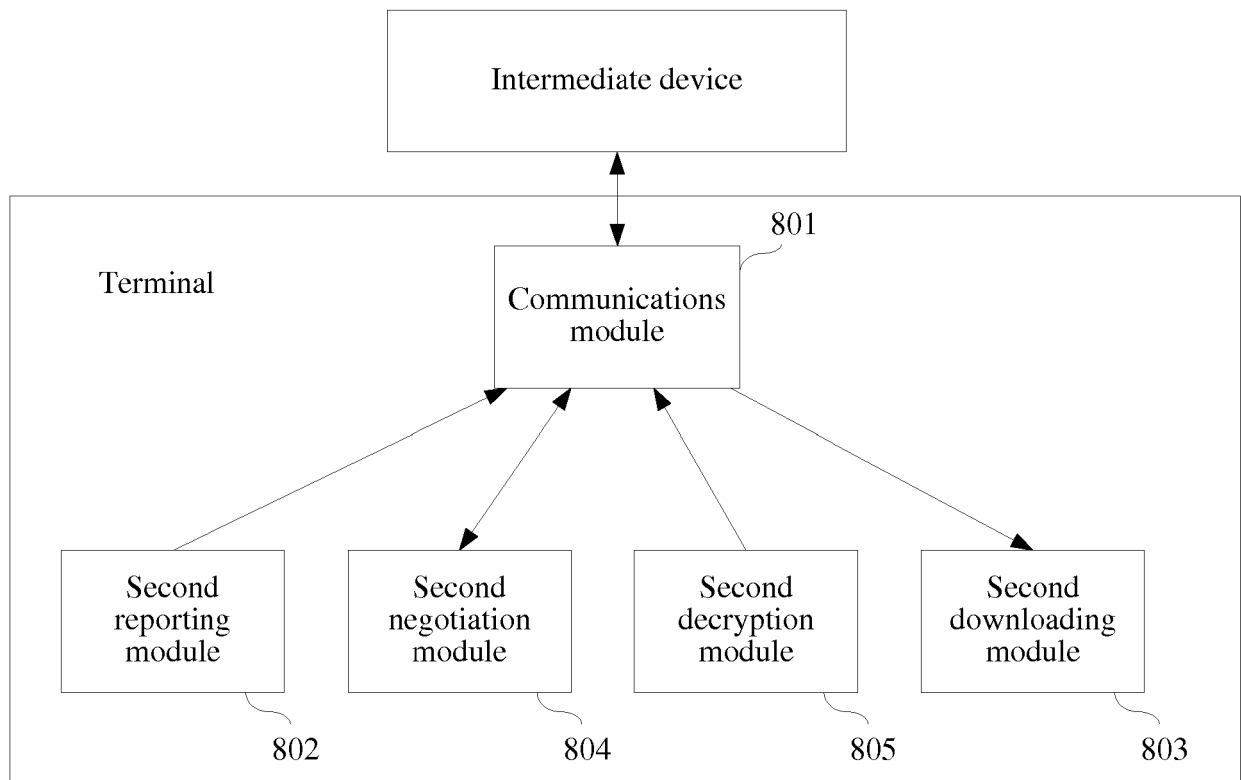 Intermediate device
801
Terminal
Communications
module
Second
reporting
module
Second
negotiation
module
Second
decryption
module
Second
downloading
module
802
804
805
803